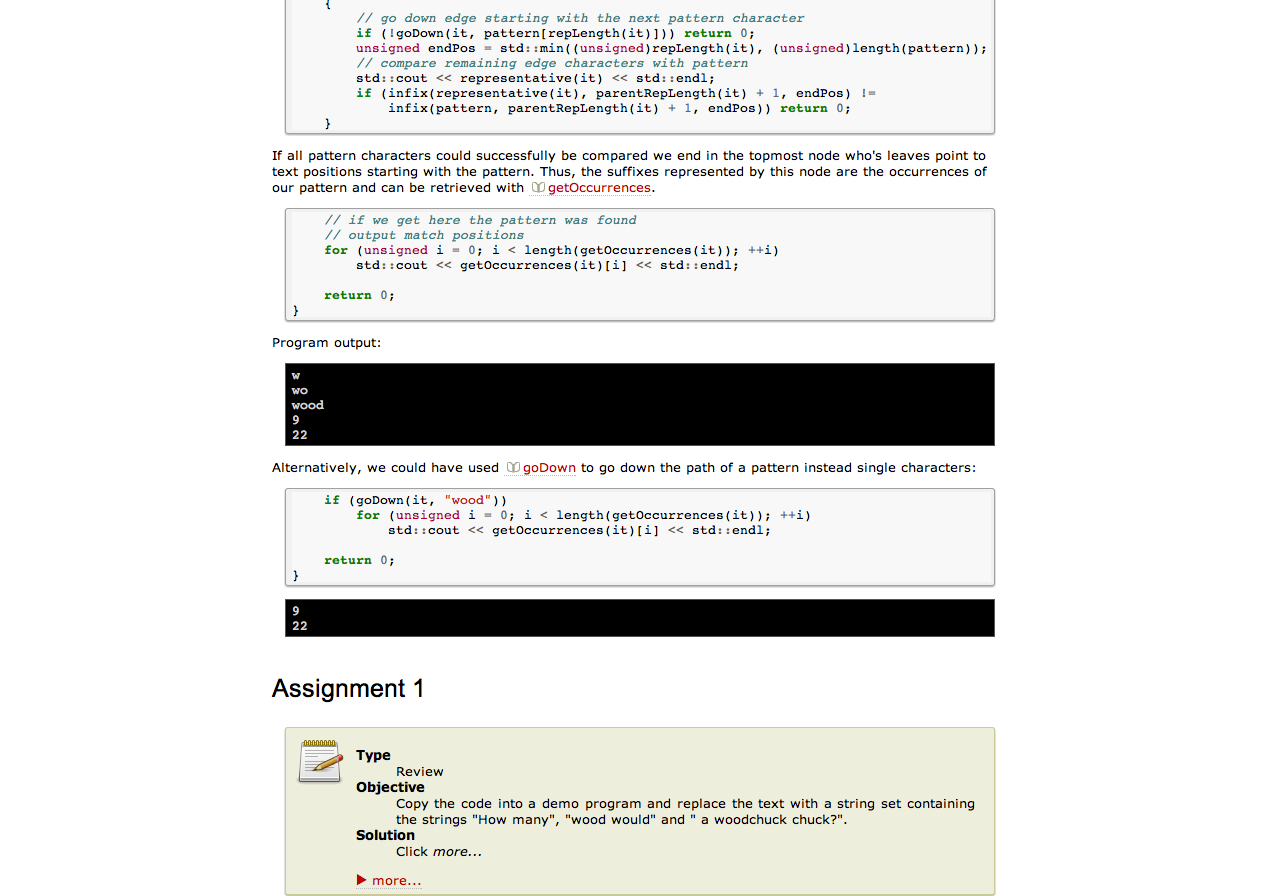 {
// go down edge starting with the next pattern character
if (!goDown(it, pattern[repLength(it)])) return 0;
unsigned endPos = std::min((unsigned)repLength(it), (unsigned)length(pattern));
// compare remaining edge characters with pattern
std::cout << representative(it) << std::endl;
if (infix(representative(it), parentRepLength(it) + 1, endPos) !=
infix(pattern, parentRepLength(it) + 1, endPos)) return 0;
}
If all pattern characters could successfully be compared we end in the topmost node who's leaves point to
text positions starting with the pattern. Thus, the suffixes represented by this node are the occurrences of
our pattern and can be retrieved with getOccurrences.
// if we get here the pattern was found
// output match positions
for (unsigned i = 0; i < length(getOccurrences(it)); ++i)
std::cout << getOccurrences(it)[i] << std::endl;
return 0;
}
Program output:
w
wo
wood
9
22
Alternatively, we could have used goDown to go down the path of a pattern instead single characters:
if (goDown(it, "wood"))
for (unsigned i = 0; i < length(getOccurrences(it)); ++i)
std::cout << getOccurrences(it)[i] << std::endl;
return 0;
}
9
22
Assignment 1
Type
Review
Objective
Copy the code into a demo program and replace the text with a string set containing
the strings "How many", "wood would" and " a woodchuck chuck?".
Solution
Click more...
more...